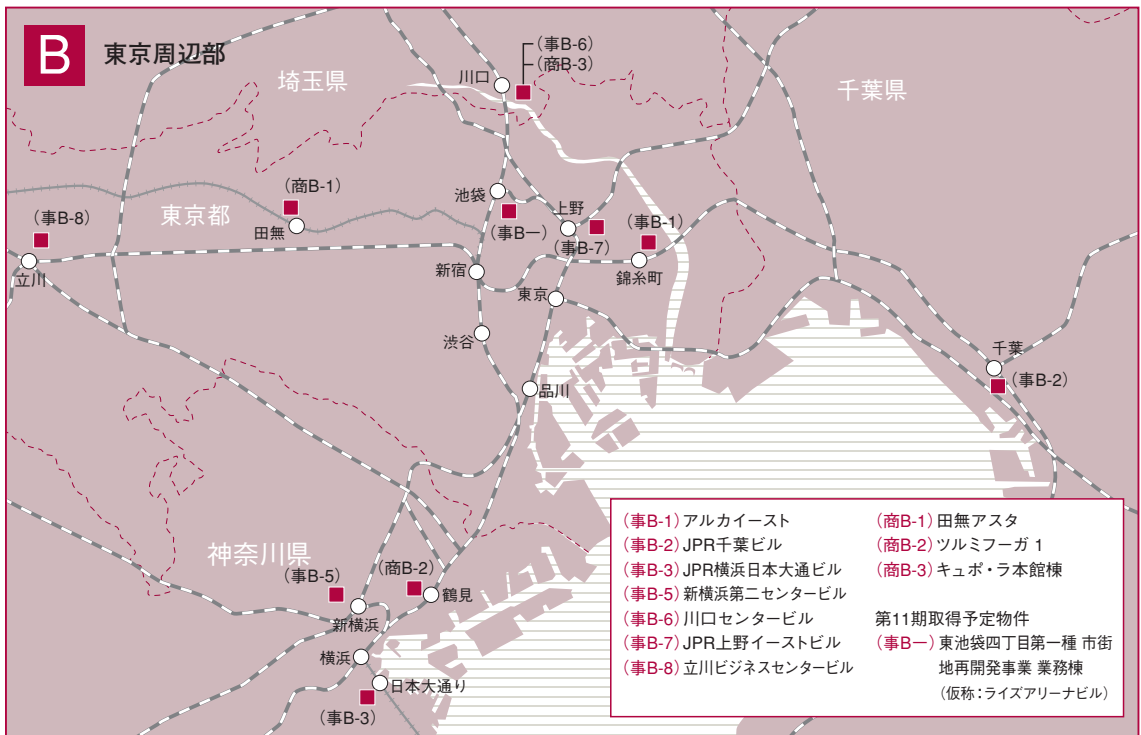 B 東京周辺部
(事B-6)
(商B-3)
川口
埼玉県
千葉県
(商B-1)
池袋
上野
(事B-1)
(事B-8)
東京都
田無
(事B一)
(事B-7)
立川
新宿
錦糸町
東京
渋谷
千葉
(事B-2)
品川
神奈川県
(事B-5)
(商B-2)
鶴見
新横浜
横浜
日本大通り
(事B-3)
(事B-1)アルカイースト
(事B-2)JPR千葉ビル
(事B-3)JPR横浜日本大通ビル
(事B-5)新横浜第二センタービル
(事B-6)川口センタービル
(事B-7)JPR上野イーストビル
(事B-8)立川ビジネスセンタービル
(商B-1)田無アスタ
(商B-2)ツルミフーガ 1
(商B-3)キュポ・ラ本館棟
第11期取得予定物件
(事B一)東池袋四丁目第一種 市街
地再開発事業 業務棟
(仮称:ライズアリーナビル)